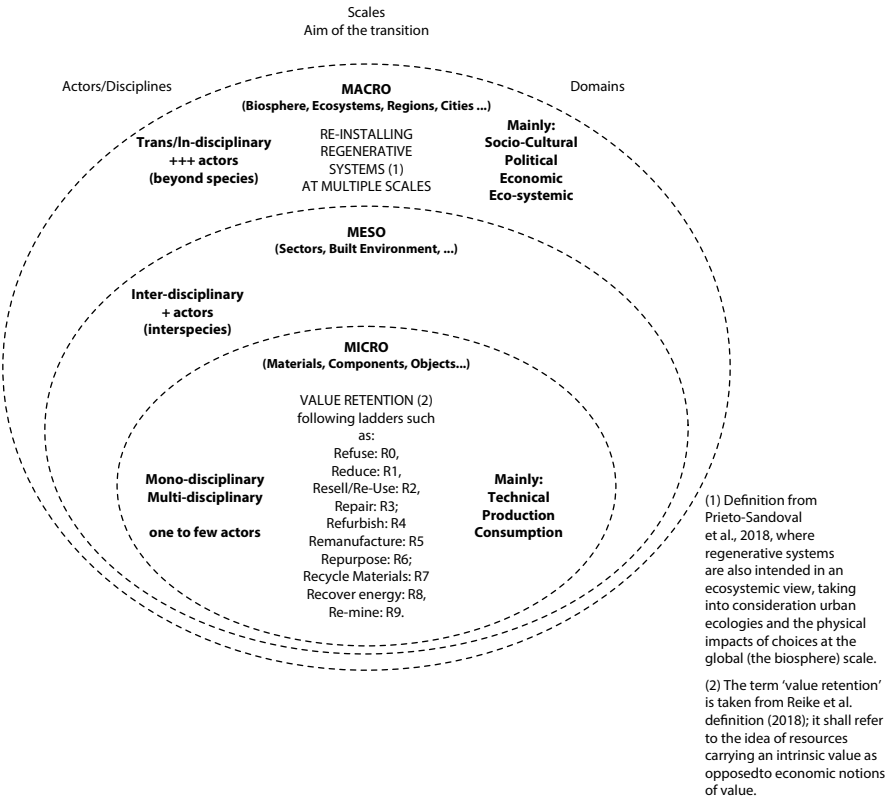 Scales
Aim of the transition
Actors/Disciplines
Domains
MACRO
(Biosphere, Ecosystems, Regions, Cities ...)
Trans/In-disciplinary
+++ actors
(beyond species)
RE-INSTALLING
REGENERATIVE
SYSTEMS (1)
AT MULTIPLE SCALES
Mainly:
Socio-Cultural
Political
Economic
Eco-systemic
MESO
(Sectors, Built Environment, ...)
Inter-disciplinary
+ actors
(interspecies)
MICRO
(Materials, Components, Objects...)
VALUE RETENTION (2)
following ladders such
as:
Refuse: R0,
Reduce: R1,
Resell/Re-Use: R2,
Repair: R3;
Refurbish: R4
Remanufacture: R5
Repurpose: R6;
Recycle Materials: R7
Recover energy: R8,
Re-mine: R9.
Mono-disciplinary
Multi-disciplinary
one to few actors
Mainly:
Technical
Production
Consumption
(1) Definition from
Prieto-Sandoval
et al., 2018, where
regenerative systems
are also intended in an
ecosystemic view, taking
into consideration urban
ecologies and the physical
impacts of choices at the
global (the biosphere) scale.
(2) The term ‘value retention’
is taken from Reike et al.
definition (2018); it shall refer
to the idea of resources
carrying an intrinsic value as
opposedto economic notions
of value.